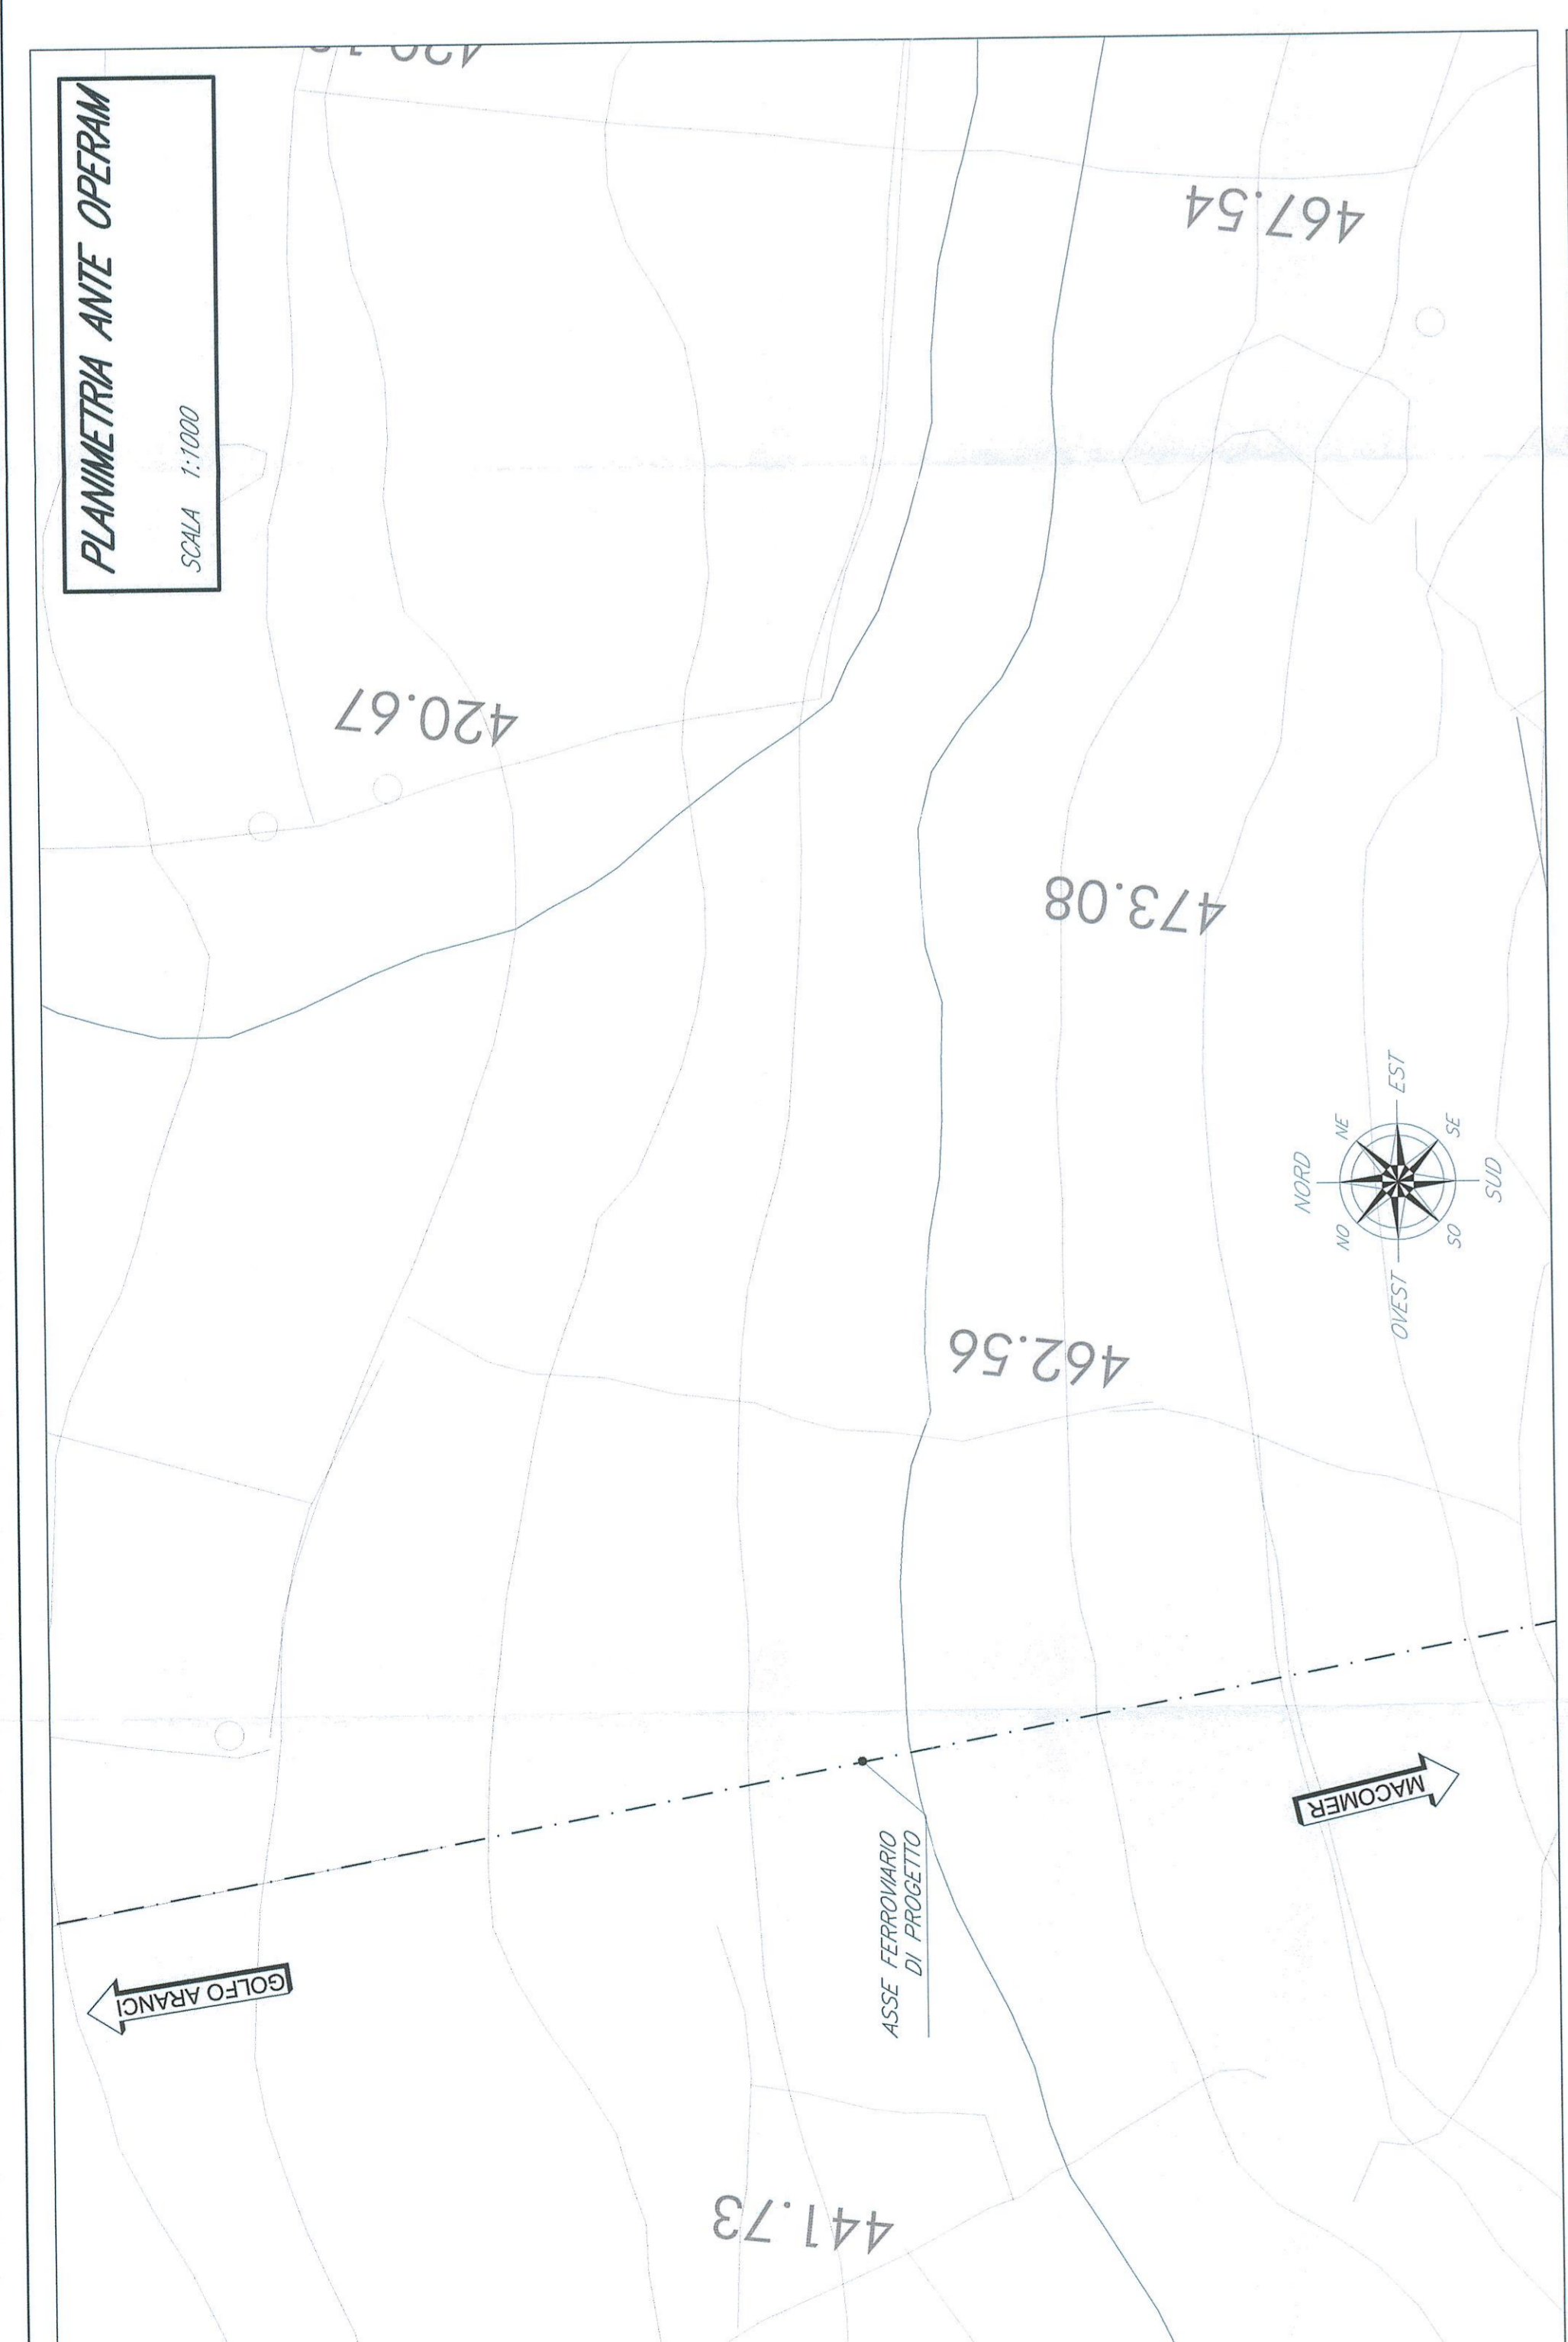 PLANIMETRIA ANTE OPERAM
SCALA 1:1000
467.54
420.67
473.08
NORD
NE
EST
SE
SUD
SO
OVEST
NO
462.56
ASSE FERROVIARIO
DI PROGETTO
MACOMER
GOLFO ARANCI
441.73